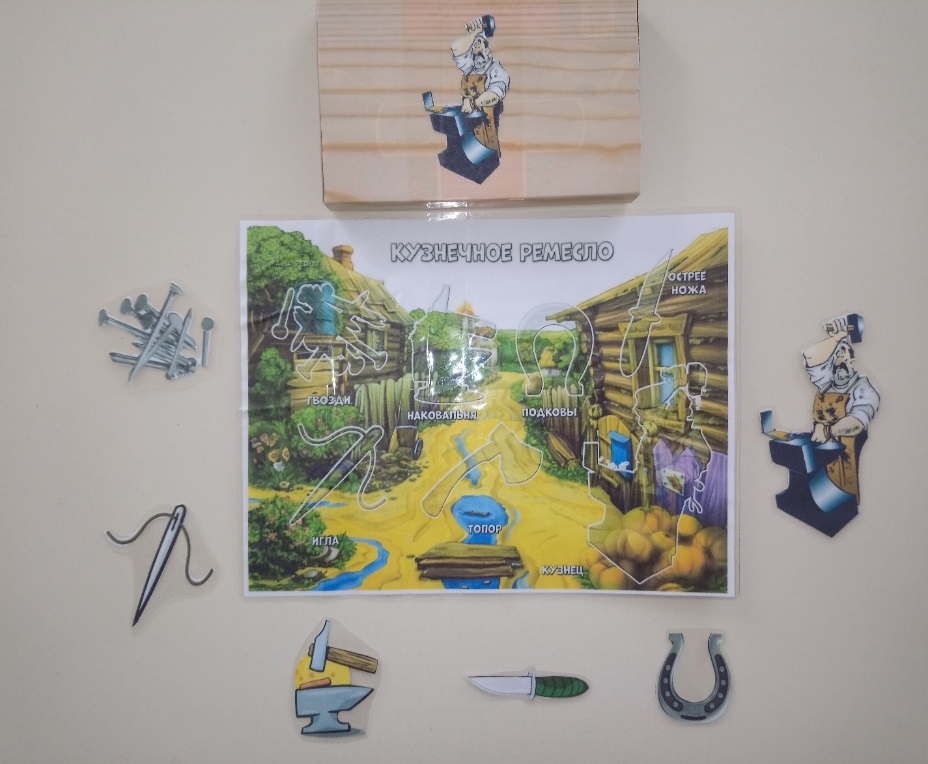 КУЗНЕЧНОЕ РЕМЕСЛО
ОСТРЕЕ
НОЖА
ГВОЗДИ
НАКОВАЛЬНЯ
ПОДКОВЫ
ИГЛА
ТОПОР
КУЗНЕЦ